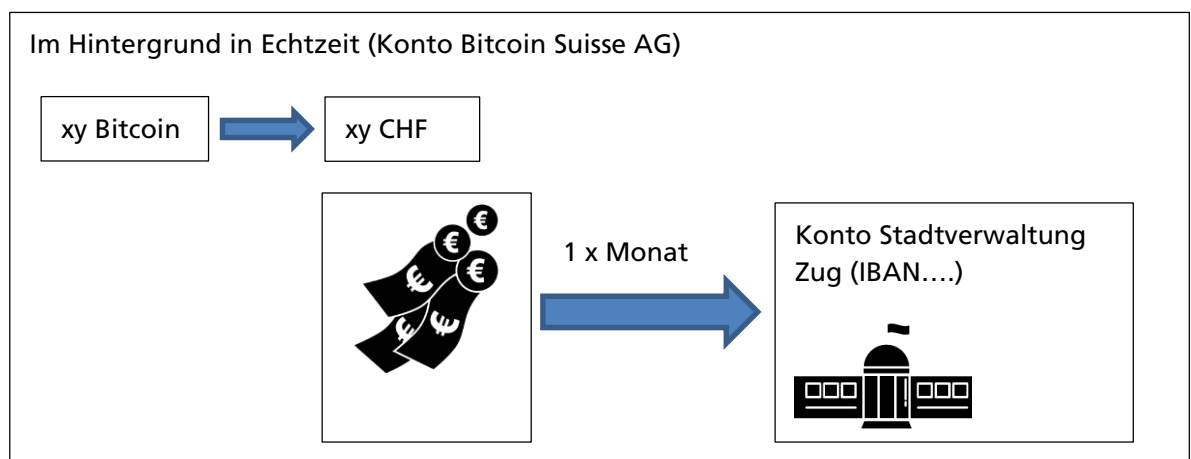 Im Hintergrund in Echtzeit (Konto Bitcoin Suisse AG)
xy Bitcoin
xy CHF
€
€
€
€
€
€
1 x Monat
Konto Stadtverwaltung
Zug (IBAN….)